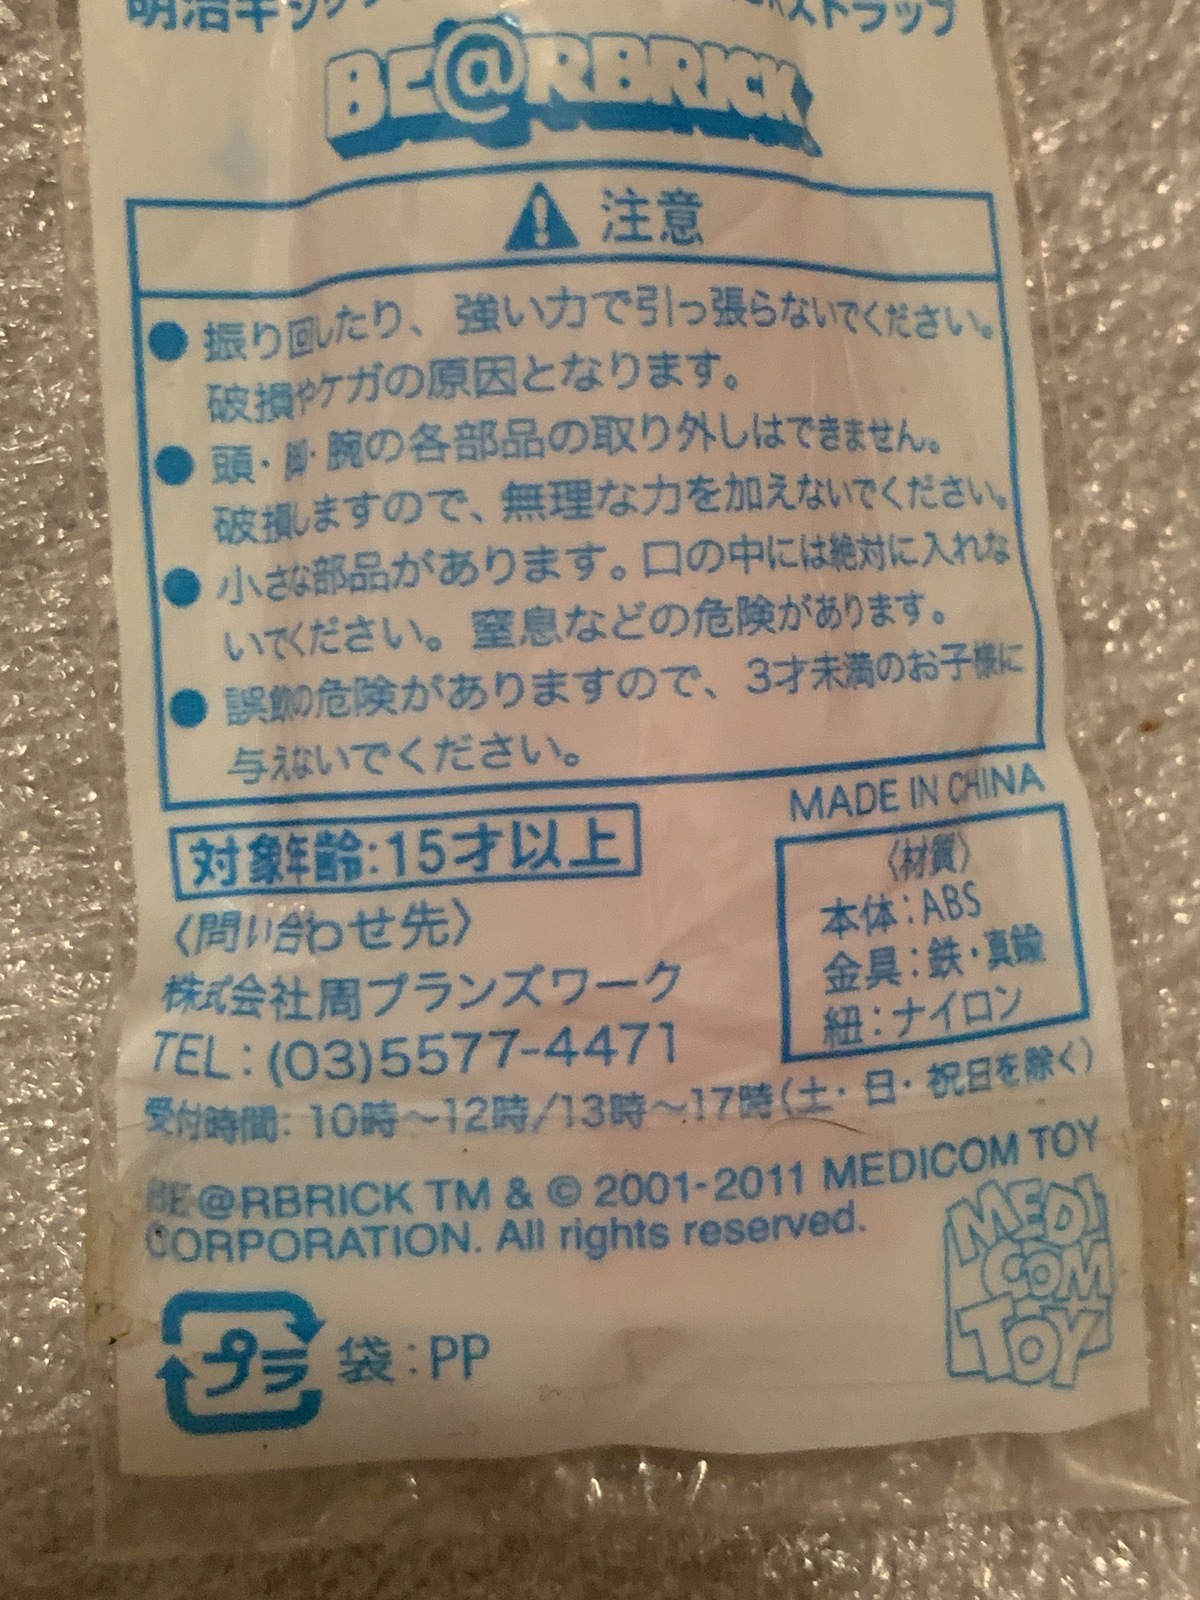 明治キシリ
ストラップ
BE@RBRICK
注意
●振り回したり、強い力で引っ張らないでください。
破損やケガの原因となります。
●頭・脚・腕の各部品の取り外しはできません。
破損しますので、無理な力を加えないでください。
●小さな部品があります。口の中には絶対に入れな
いでください。窒息などの危険があります。
●誤飲の危険がありますので、3才未満のお子様に
与えないでください。
MADE IN CHINA
対象年齢:15才以上
〈材質〉
本体:ABS
金具:鉄・真鍮
紐:ナイロン
〈問い合わせ先〉
株式会社周プランズワーク
TEL:(03)5577-4471
受付時間:10時〜12時/13時〜17時(土・日・祝日を除く)
BE@RBRICK TM & © 2001-2011 MEDICOM TOY
CORPORATION. All rights reserved.
MEDI
COM
TOY
プラ 袋:PP